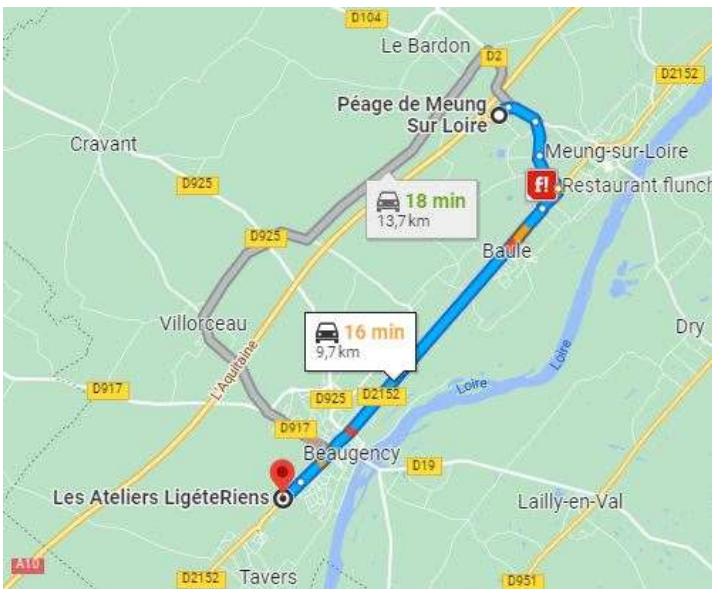 D104
Le Bardon
D2
D2152
Péage de Meung
Sur Loire
Cravant
Meung-sur-Loire
D925
f!
Restaurant flunch
18 min
13,7 km
D925
Baule
Villorceau
16 min
9,7 km
Dry
L'Aquitaine
Loire
Loire
D917
D925
D2152
D917
Beaugency
D19
Les Ateliers LigéteRiens
Lailly-en-Val
A10
D2152
Tavers
D951